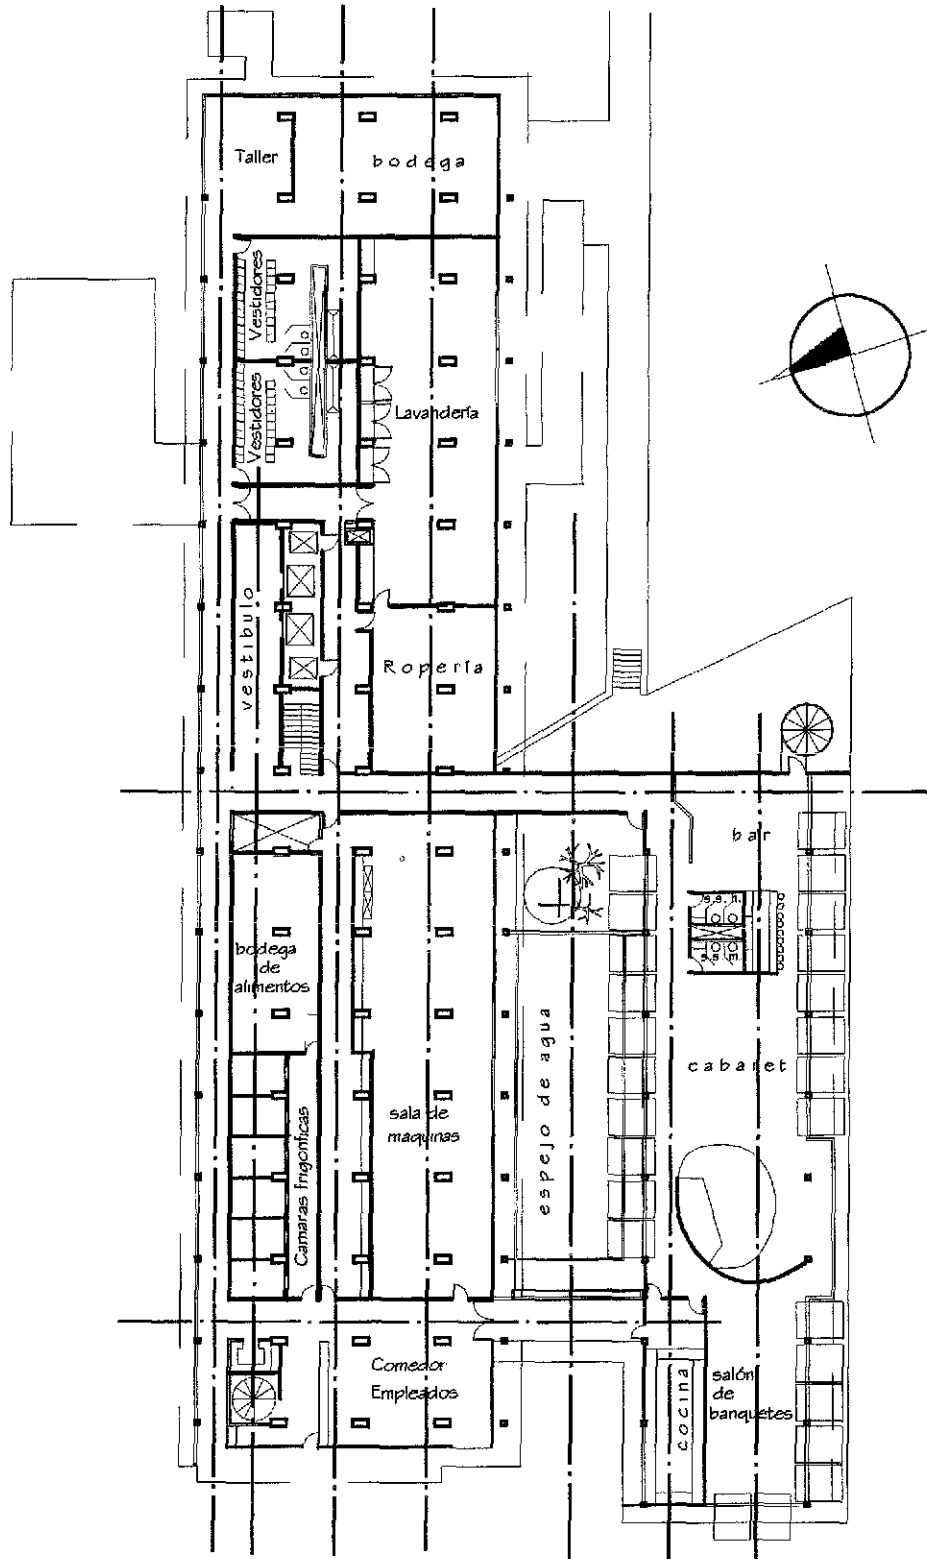 Taller
bodega
Vestidores
Vestidores
Lavandería
vestibulo
Ropería
bar
s.s.h.
s.s.m.
bodega
de
alimentos
espejo de agua
cabaret
sala de
maquinas
Camaras frigorificas
Comedor
Empleados
cocina
salón
de
banquetes